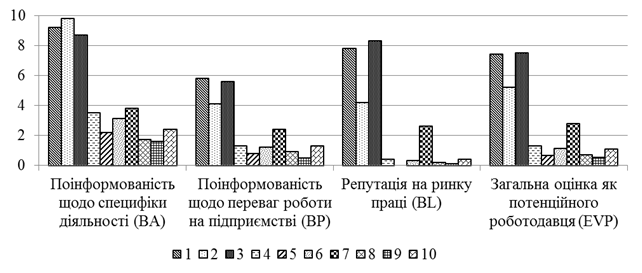 10
8
6
4
2
0
Поінформованість
щодо специфіки
діяльності (BA)
Поінформованість
щодо переваг роботи
на підприємстві (BP)
Репутація на ринку
праці (BL)
Загальна оцінка як
потенційного
роботодавця (EVP)
1 2 3 4 5 6 7 8 9 10